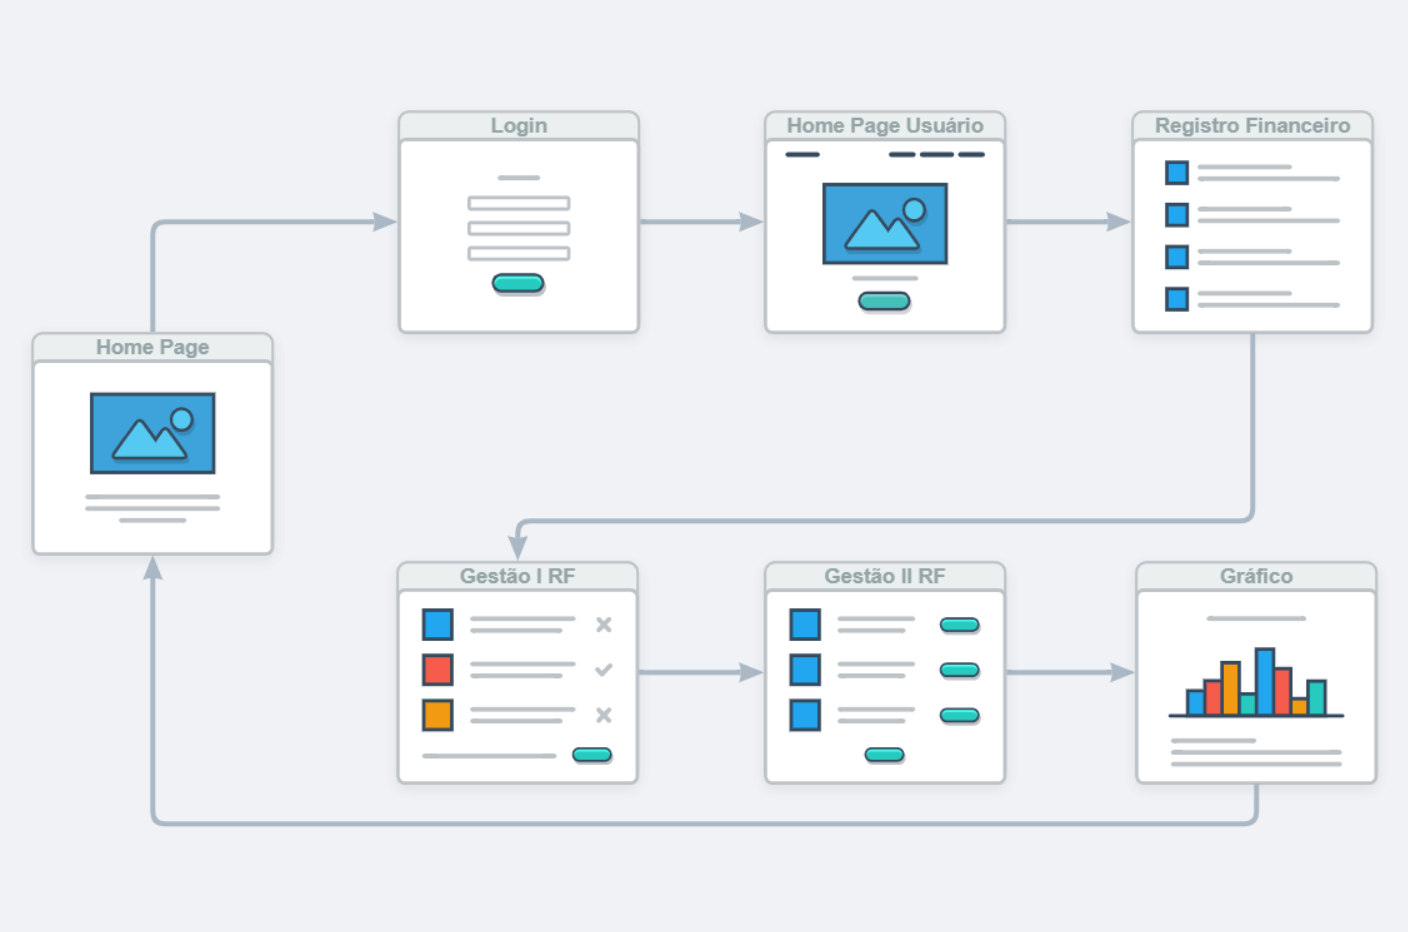 Login
Home Page Usuário
Registro Financeiro
Home Page
Gestão I RF
Gestão II RF
Gráfico